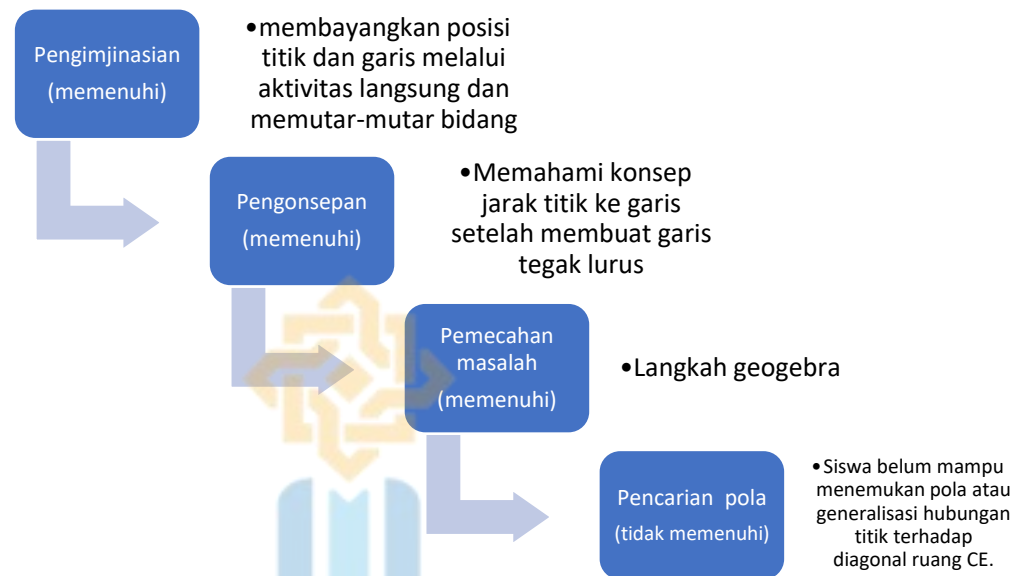 Pengimjinasian
(memenuhi)
•membayangkan posisi
titik dan garis melalui
aktivitas langsung dan
memutar-mutar bidang
Pengonsepan
(memenuhi)
•Memahami konsep
jarak titik ke garis
setelah membuat garis
tegak lurus
Pemecahan
masalah
(memenuhi)
•Langkah geogebra
Pencarian pola
(tidak memenuhi)
•Siswa belum mampu
menemukan pola atau
generalisasi hubungan
titik terhadap
diagonal ruang CE.